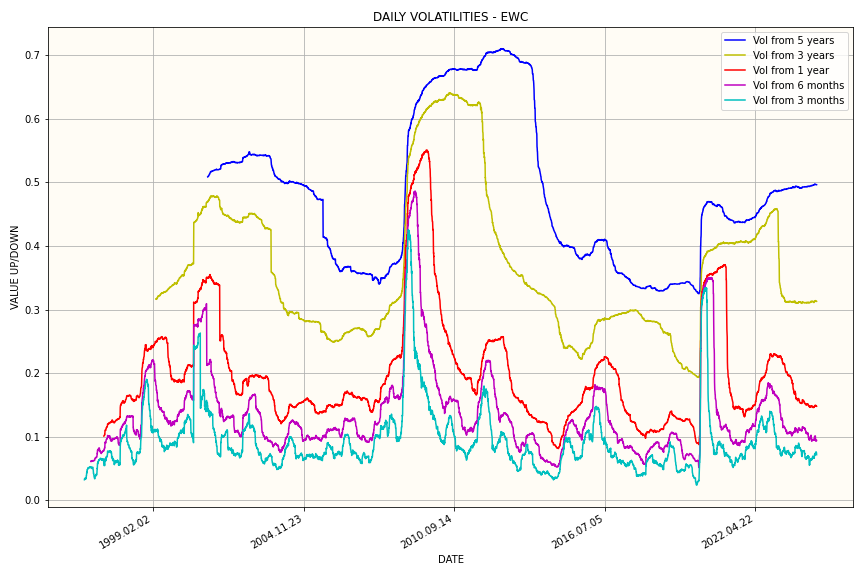 DAILY VOLATILITIES - EWC
Vol from 5 years
Vol from 3 years
Vol from 1 year
Vol from 6 months
Vol from 3 months
VALUE UP/DOWN
0.7
0.6
0.5
0.4
0.3
0.2
0.1
0.0
1999.02.02
2004.11.23
2010.09.14
2016.07.05
2022.04.22
DATE